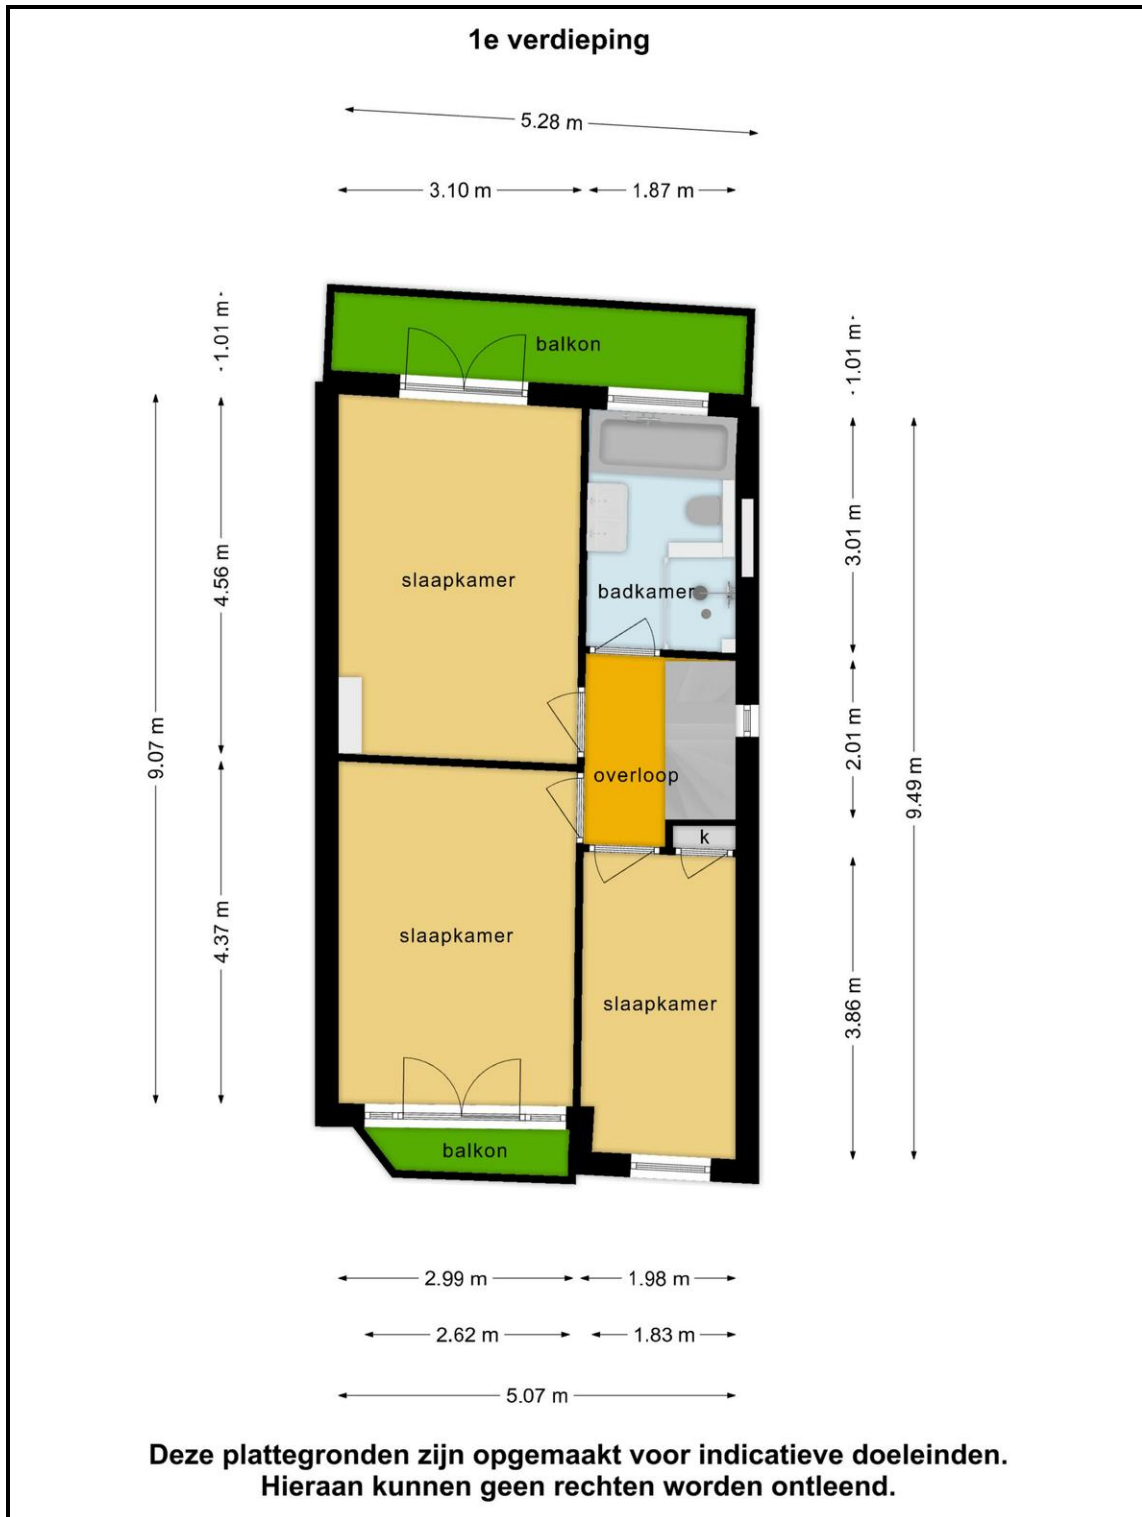 1e verdieping
5.28 m
3.10 m
1.87 m
1.01 m
1.01 m
balkon
4.56 m
3.01 m
slaapkamer
badkamer
9.07 m
2.01 m
overloop
9.49 m
k
4.37 m
slaapkamer
3.86 m
slaapkamer
balkon
2.99 m
1.98 m
2.62 m
1.83 m
5.07 m
Deze plattegronden zijn opgemaakt voor indicatieve doeleinden.
Hieraan kunnen geen rechten worden ontleend.